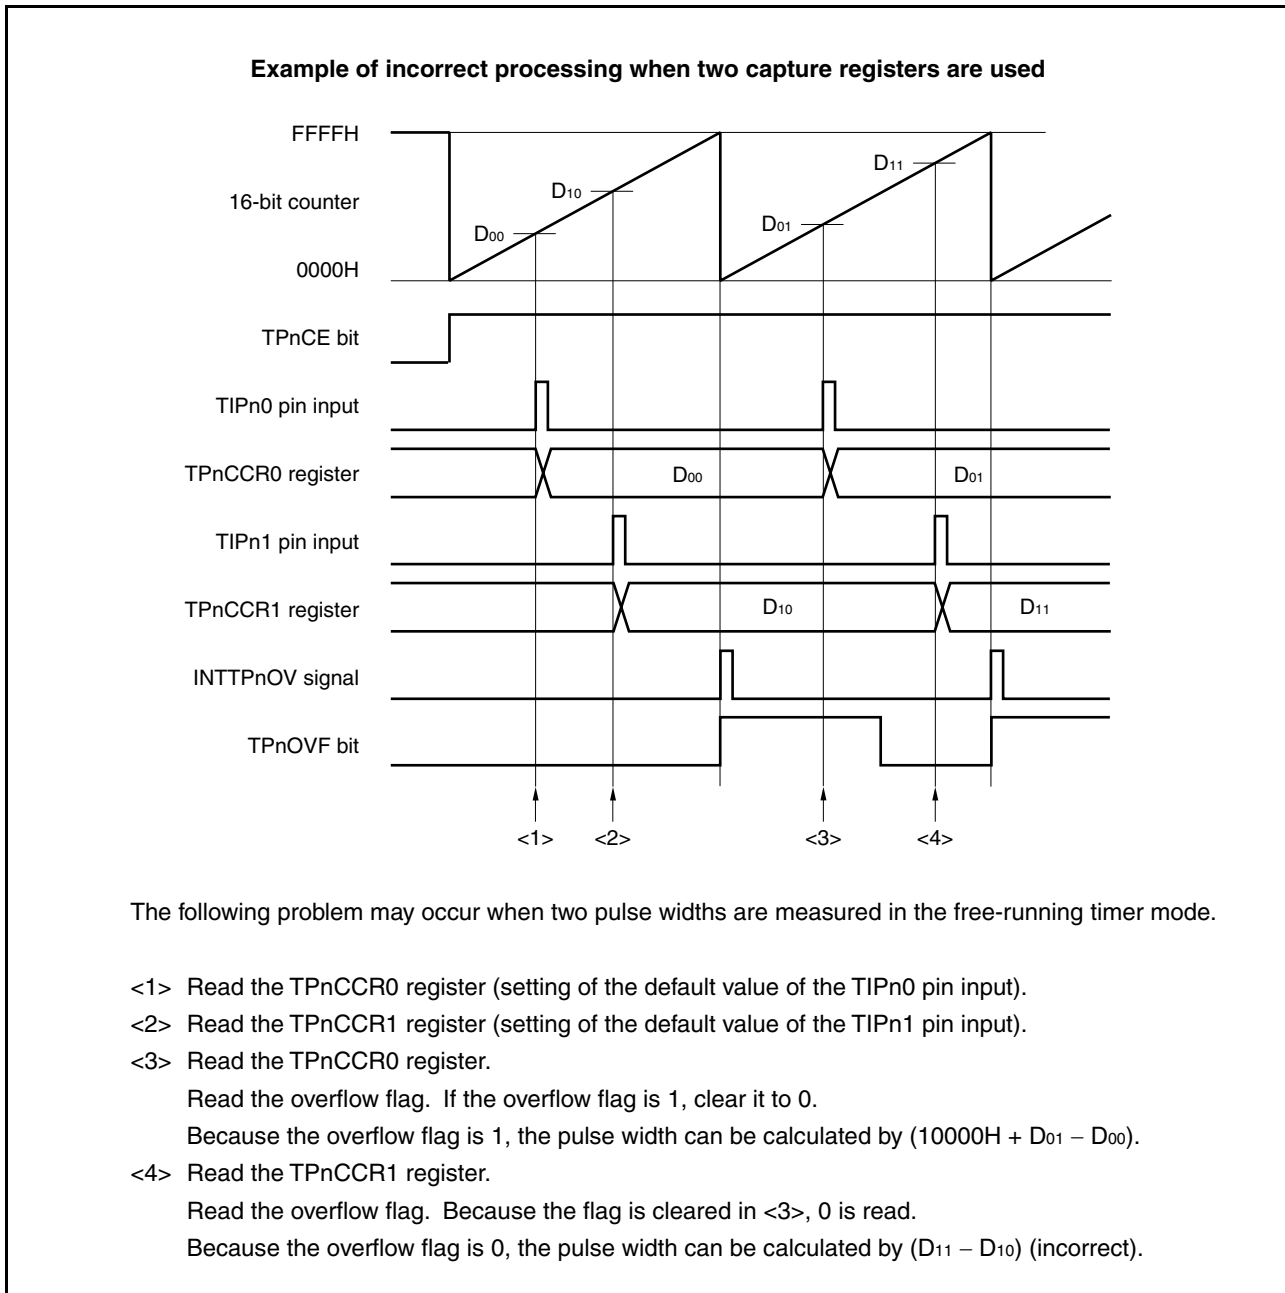 Example of incorrect processing when two capture registers are used
FFFFH
16-bit counter
0000H
D00
D10
D01
D11
TPnCE bit
TIPn0 pin input
TPnCCR0 register
D00
D01
TIPn1 pin input
TPnCCR1 register
D10
D11
INTTPnOV signal
TPnOVF bit
<1> <2> <3> <4>
The following problem may occur when two pulse widths are measured in the free-running timer mode.
<1> Read the TPnCCR0 register (setting of the default value of the TIPn0 pin input).
<2> Read the TPnCCR1 register (setting of the default value of the TIPn1 pin input).
<3> Read the TPnCCR0 register.
Read the overflow flag. If the overflow flag is 1, clear it to 0.
Because the overflow flag is 1, the pulse width can be calculated by (10000H + D01 − D00).
<4> Read the TPnCCR1 register.
Read the overflow flag. Because the flag is cleared in <3>, 0 is read.
Because the overflow flag is 0, the pulse width can be calculated by (D11 − D10) (incorrect).